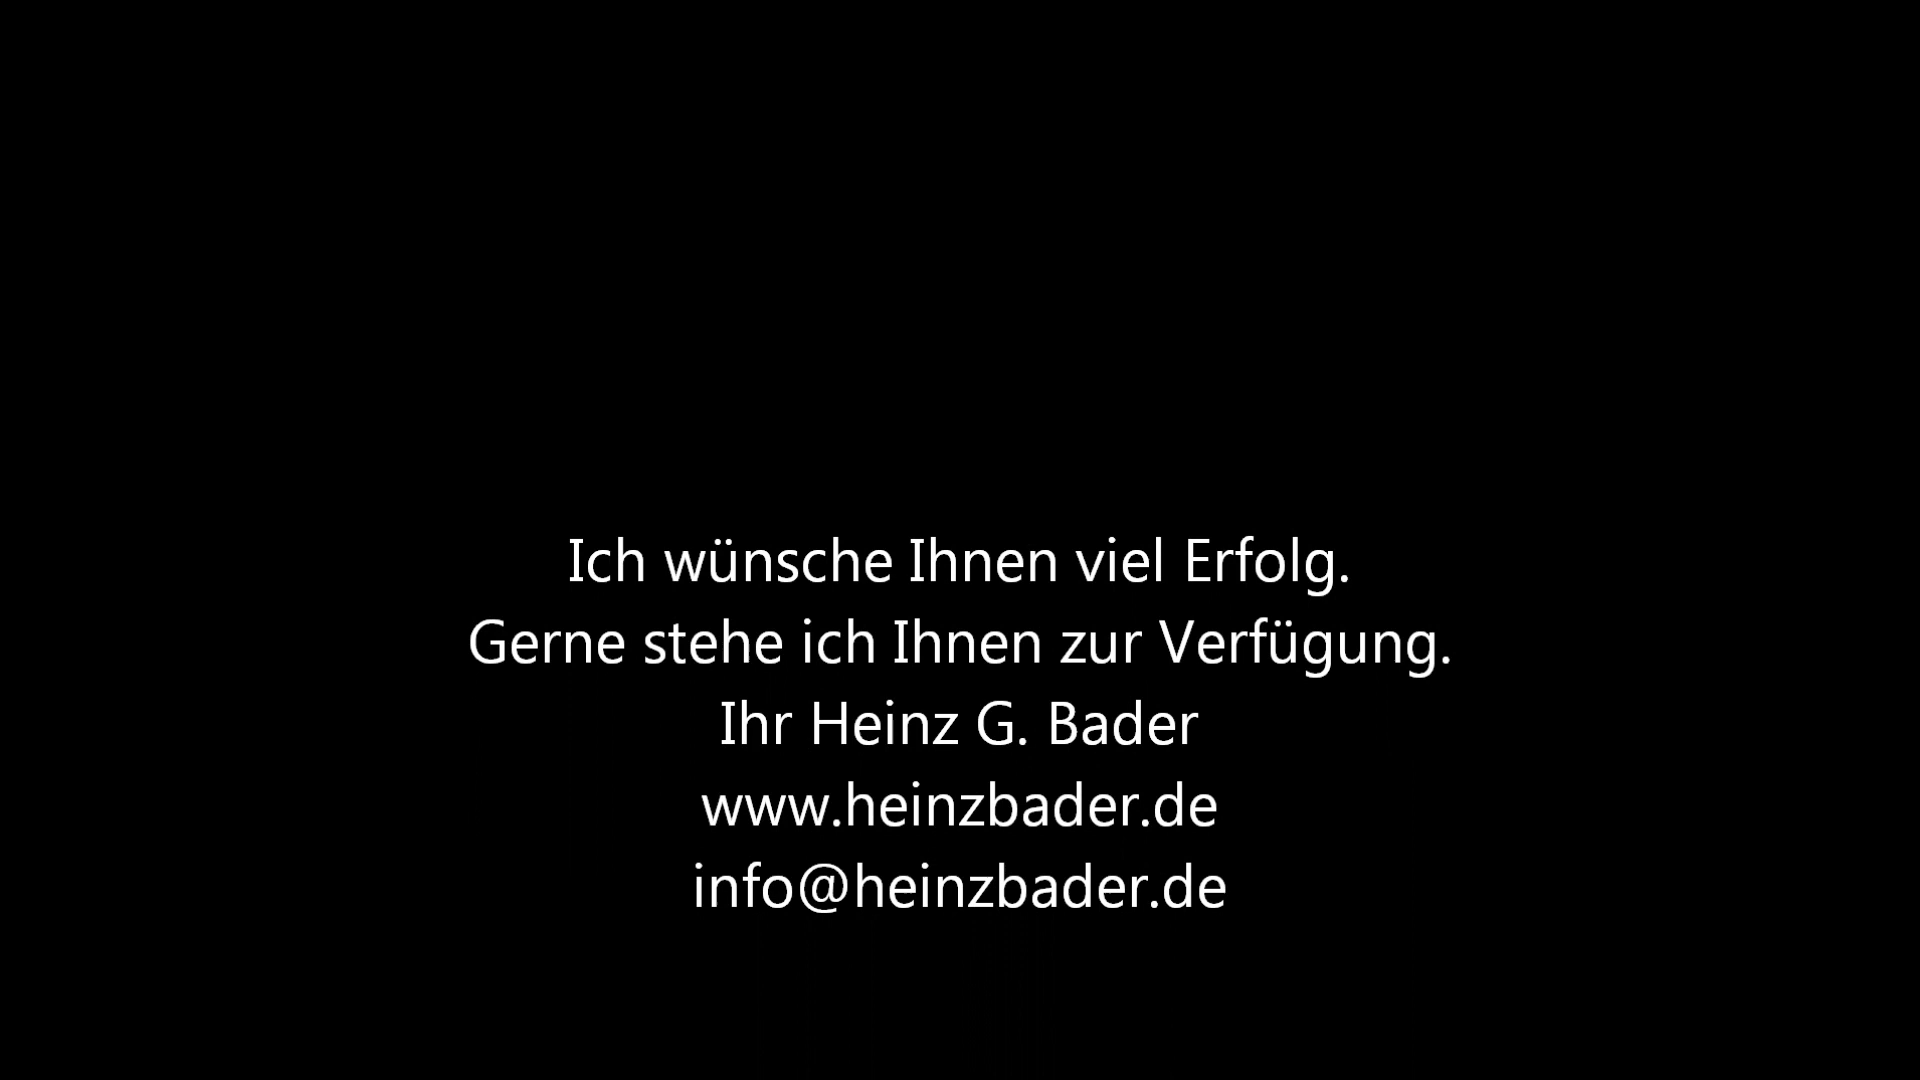 Ich wünsche Ihnen viel Erfolg.
Gerne stehe ich Ihnen zur Verfügung.
Ihr Heinz G. Bader
www.heinzbader.de
info@heinzbader.de